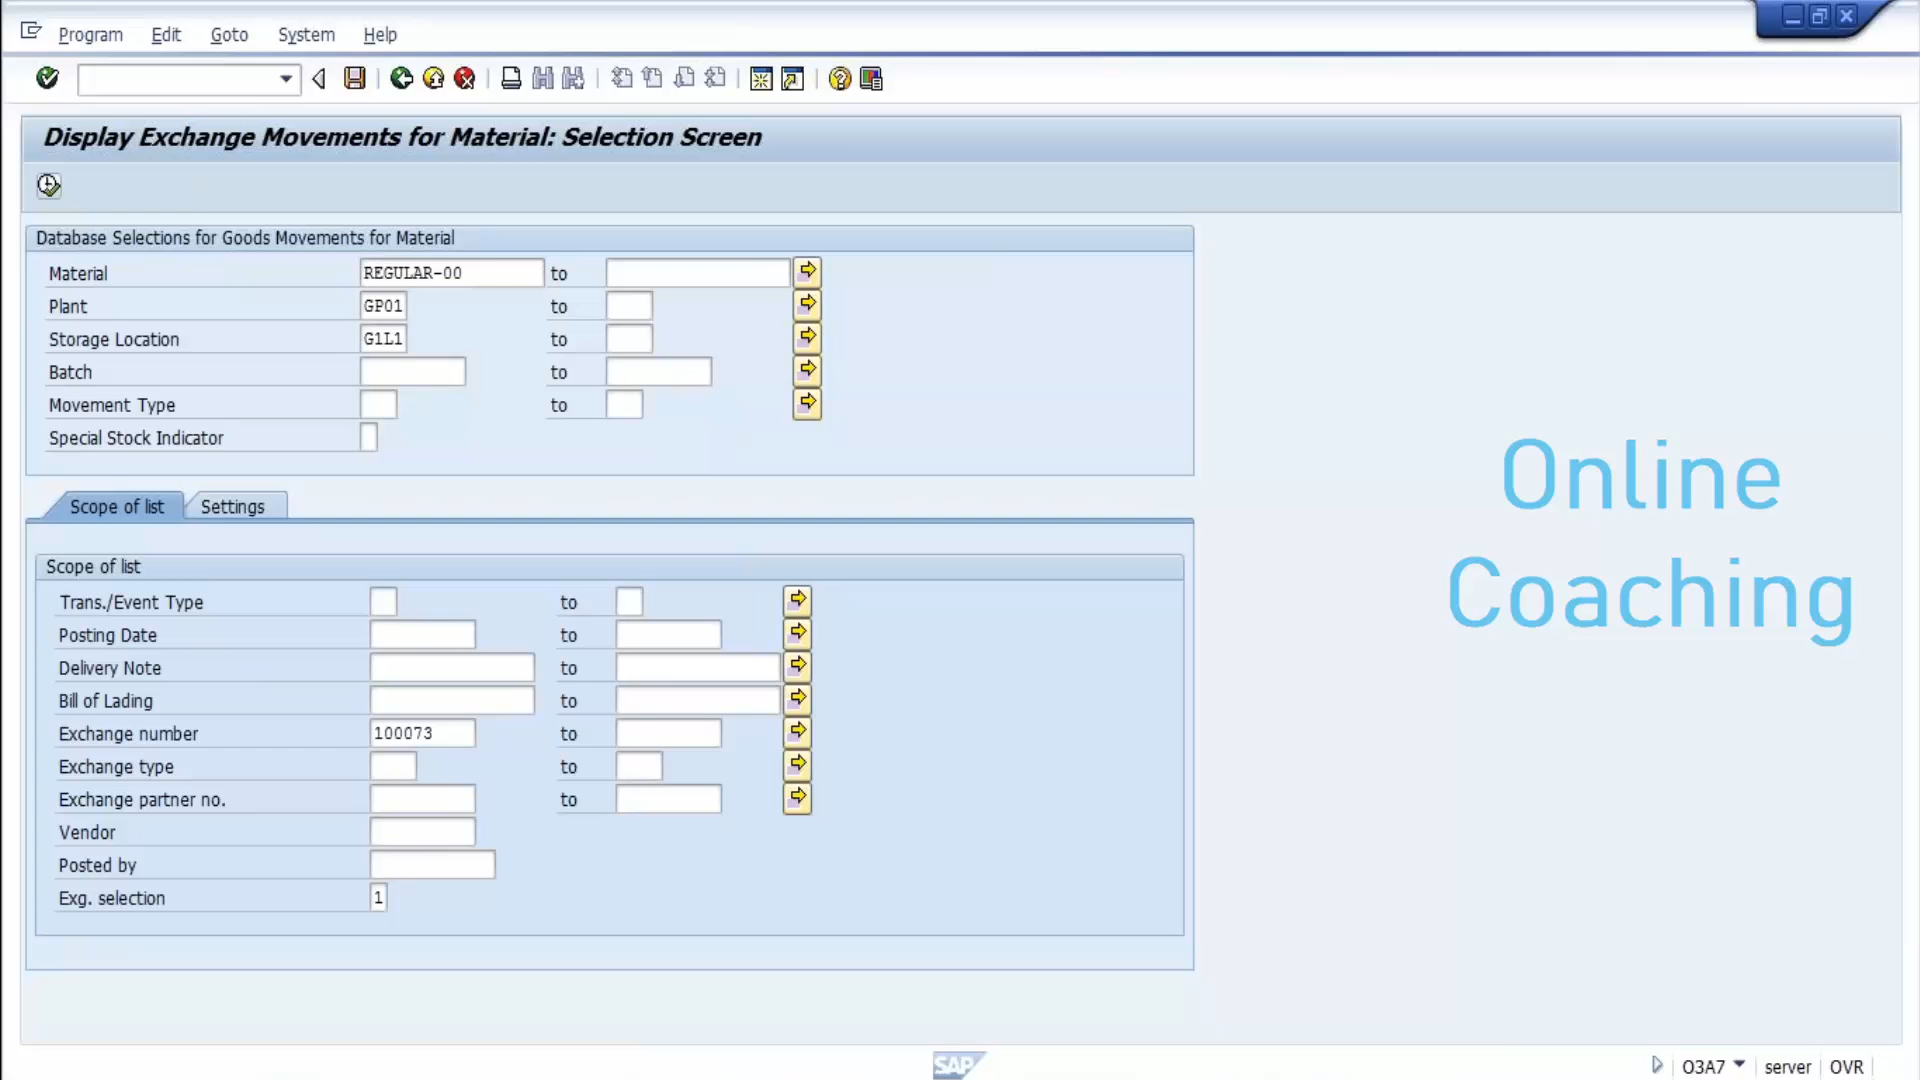 Program Edit Goto System Help
Display Exchange Movements for Material: Selection Screen
Database Selections for Goods Movements for Material
Material REGULAR-00 to
Plant GP01 to
Storage Location G1L1 to
Batch to
Movement Type to
Special Stock Indicator
Scope of list Settings
Scope of list
Trans./Event Type to
Posting Date to
Delivery Note to
Bill of Lading to
Exchange number 100073 to
Exchange type to
Exchange partner no. to
Vendor
Posted by
Exg. selection 1
Online
Coaching
SAP O3A7 server OVR